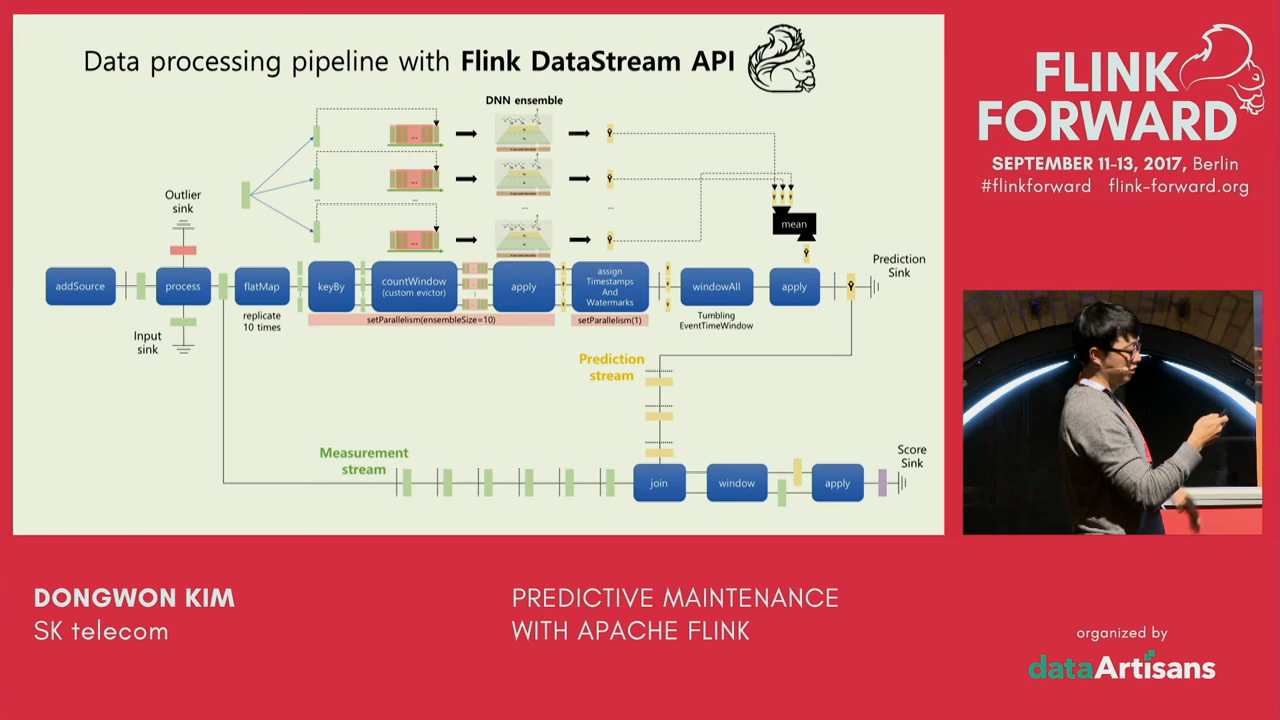 Data processing pipeline with Flink DataStream API
DNN ensemble
...
...
...
...
...
...
Outlier
sink
mean
addSource
process
flatMap
keyBy
countWindow
(custom evictor)
apply
assign
Timestamps
And
Watermarks
windowAll
apply
Prediction
Sink
replicate
10 times
setParallelism(ensembleSize=10)
setParallelism(1)
Tumbling
EventTimeWindow
Input
sink
Prediction
stream
Measurement
stream
join
window
apply
Score
Sink
FLINK
FORWARD
SEPTEMBER 11-13, 2017, Berlin
#flinkforward flink-forward.org
DONGWON KIM
SK telecom
PREDICTIVE MAINTENANCE
WITH APACHE FLINK
organized by
dataArtisans